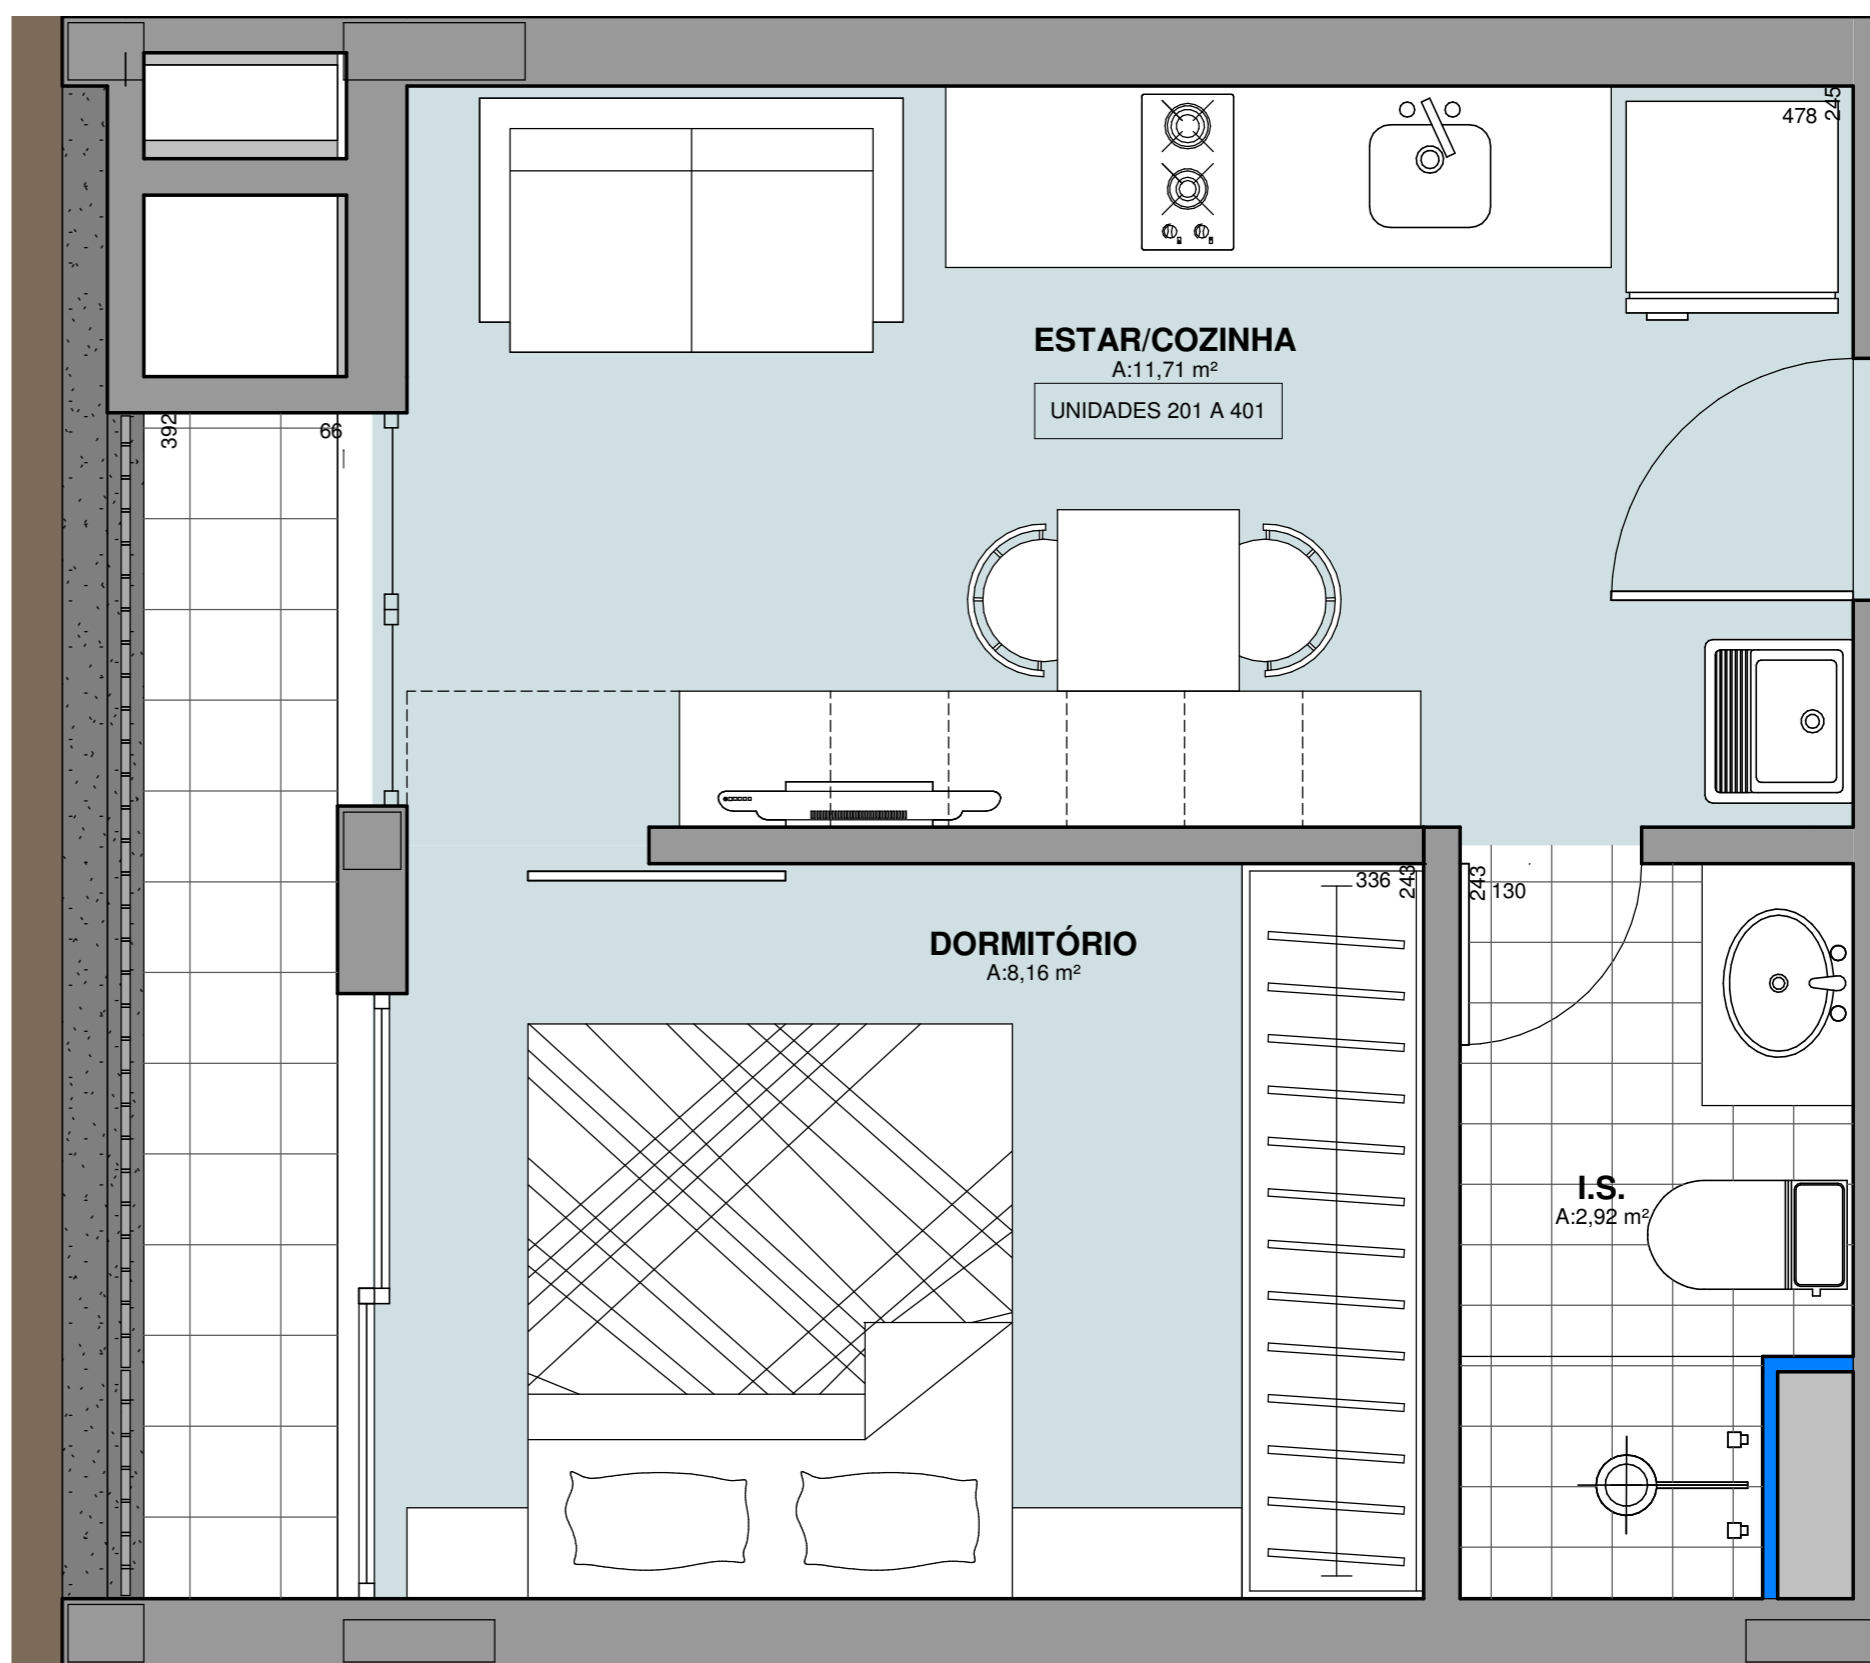 478
245
ESTAR/COZINHA
A:11,71 m²
UNIDADES 201 A 401
392
66
336
243
243
130
DORMITÓRIO
A:8,16 m²
I.S.
A:2,92 m²